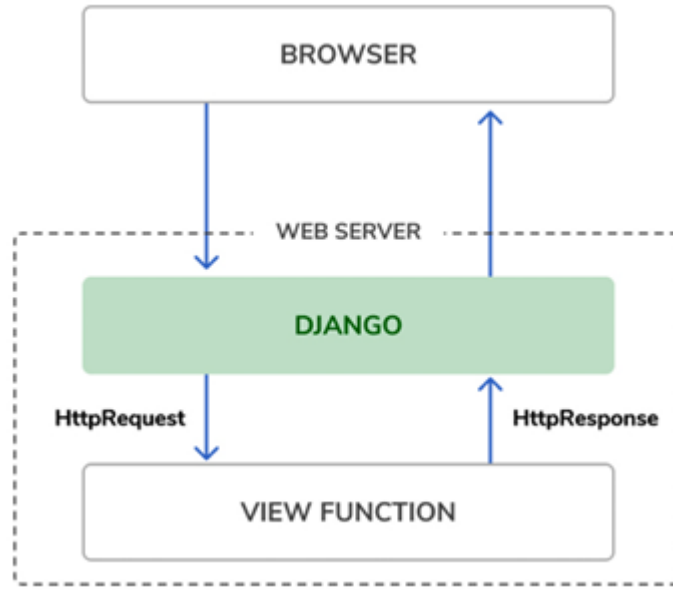 BROWSER
WEB SERVER
DJANGO
HttpRequest
HttpResponse
VIEW FUNCTION